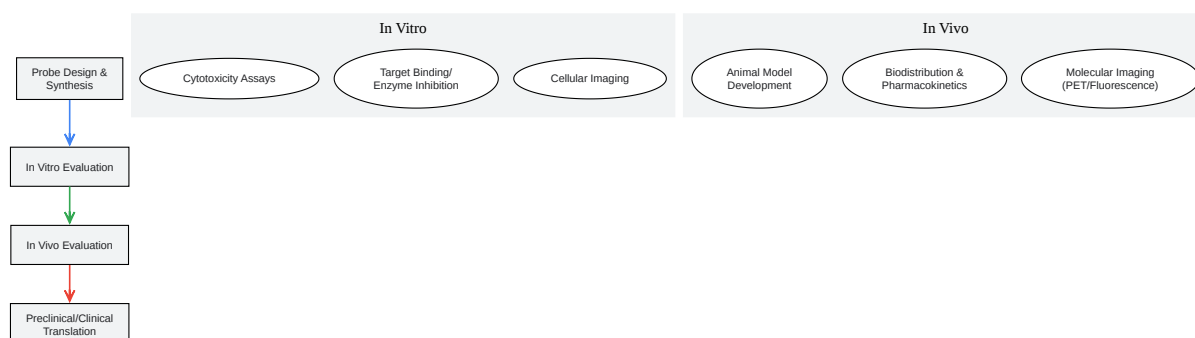 In Vitro
In Vivo
Probe Design &
Synthesis
Cytotoxicity Assays
Target Binding/
Enzyme Inhibition
Cellular Imaging
Animal Model
Development
Biodistribution &
Pharmacokinetics
Molecular Imaging
(PET/Fluorescence)
In Vitro Evaluation
In Vivo Evaluation
Preclinical/Clinical
Translation